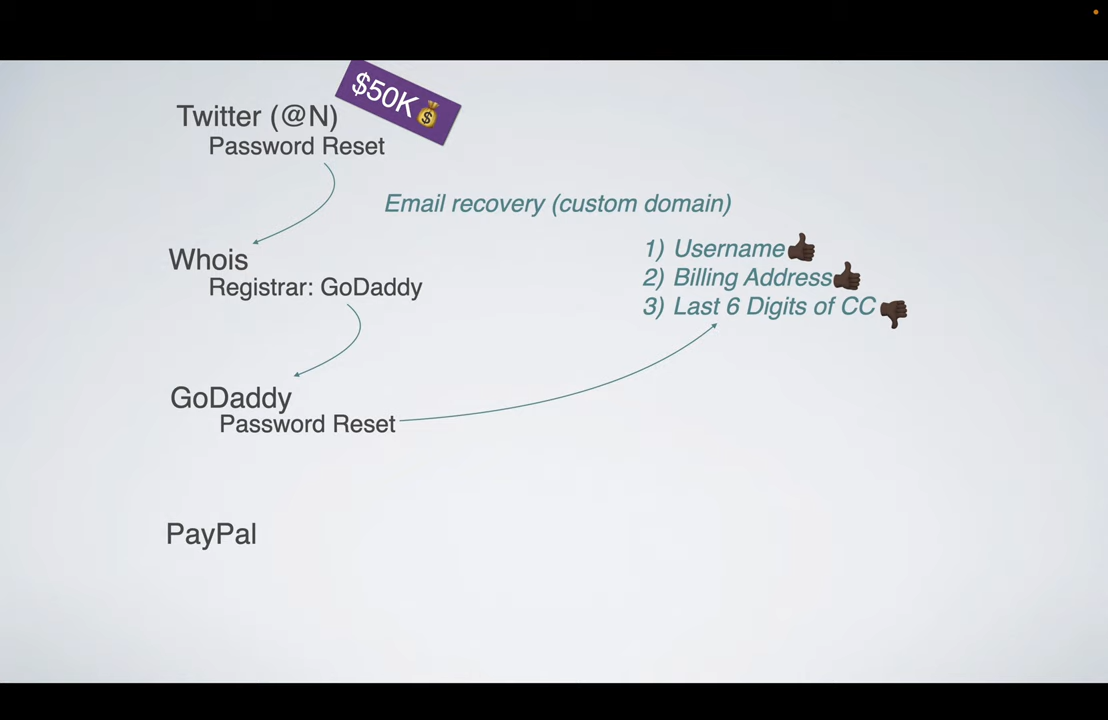 $50K💰
Twitter (@N)
Password Reset
Email recovery (custom domain)
Whois
Registrar: GoDaddy
1) Username👍🏿
2) Billing Address👍🏿
3) Last 6 Digits of CC👎🏿
GoDaddy
Password Reset
PayPal